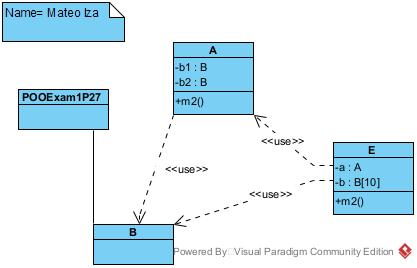 Name= Mateo Iza
A
-b1 : B
-b2 : B
+m2()
POOExam1P27
<<use>>
E
-a : A
-b : B[10]
+m2()
<<use>>
<<use>>
B
Powered By Visual Paradigm Community Edition